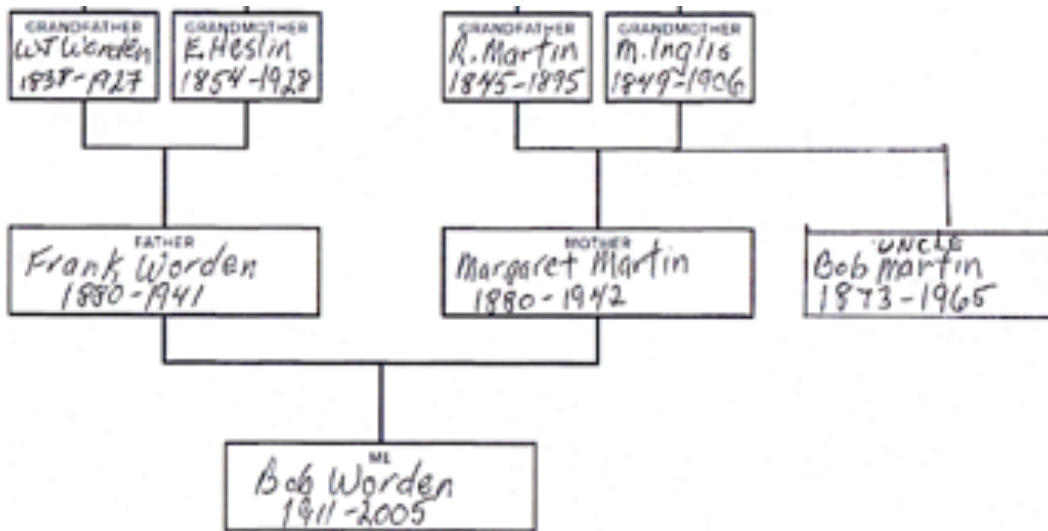 GRANDFATHER
WJ Worden
1838-1927
GRANDMOTHER
E. Heslin
1854-1928
GRANDFATHER
R. Martin
1845-1895
GRANDMOTHER
M. Inglis
1849-1906
FATHER
Frank Worden
1880-1941
MOTHER
Margaret Martin
1880-1942
UNCLE
Bob Martin
1873-1965
ME
Bob Worden
1911-2005